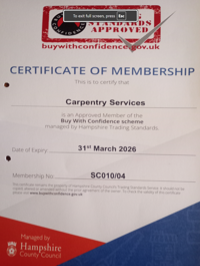 To exit full screen, press Esc
STANDARDS
APPROVED
buywithconfidence.gov.uk
CERTIFICATE OF MEMBERSHIP
This is to certify that
Carpentry Services
is an Approved Member of the
Buy With Confidence scheme
managed by Hampshire Trading Standards
Date of Expiry
31st March 2026
Membership No
SC010/04
Managed by
Hampshire
County Council